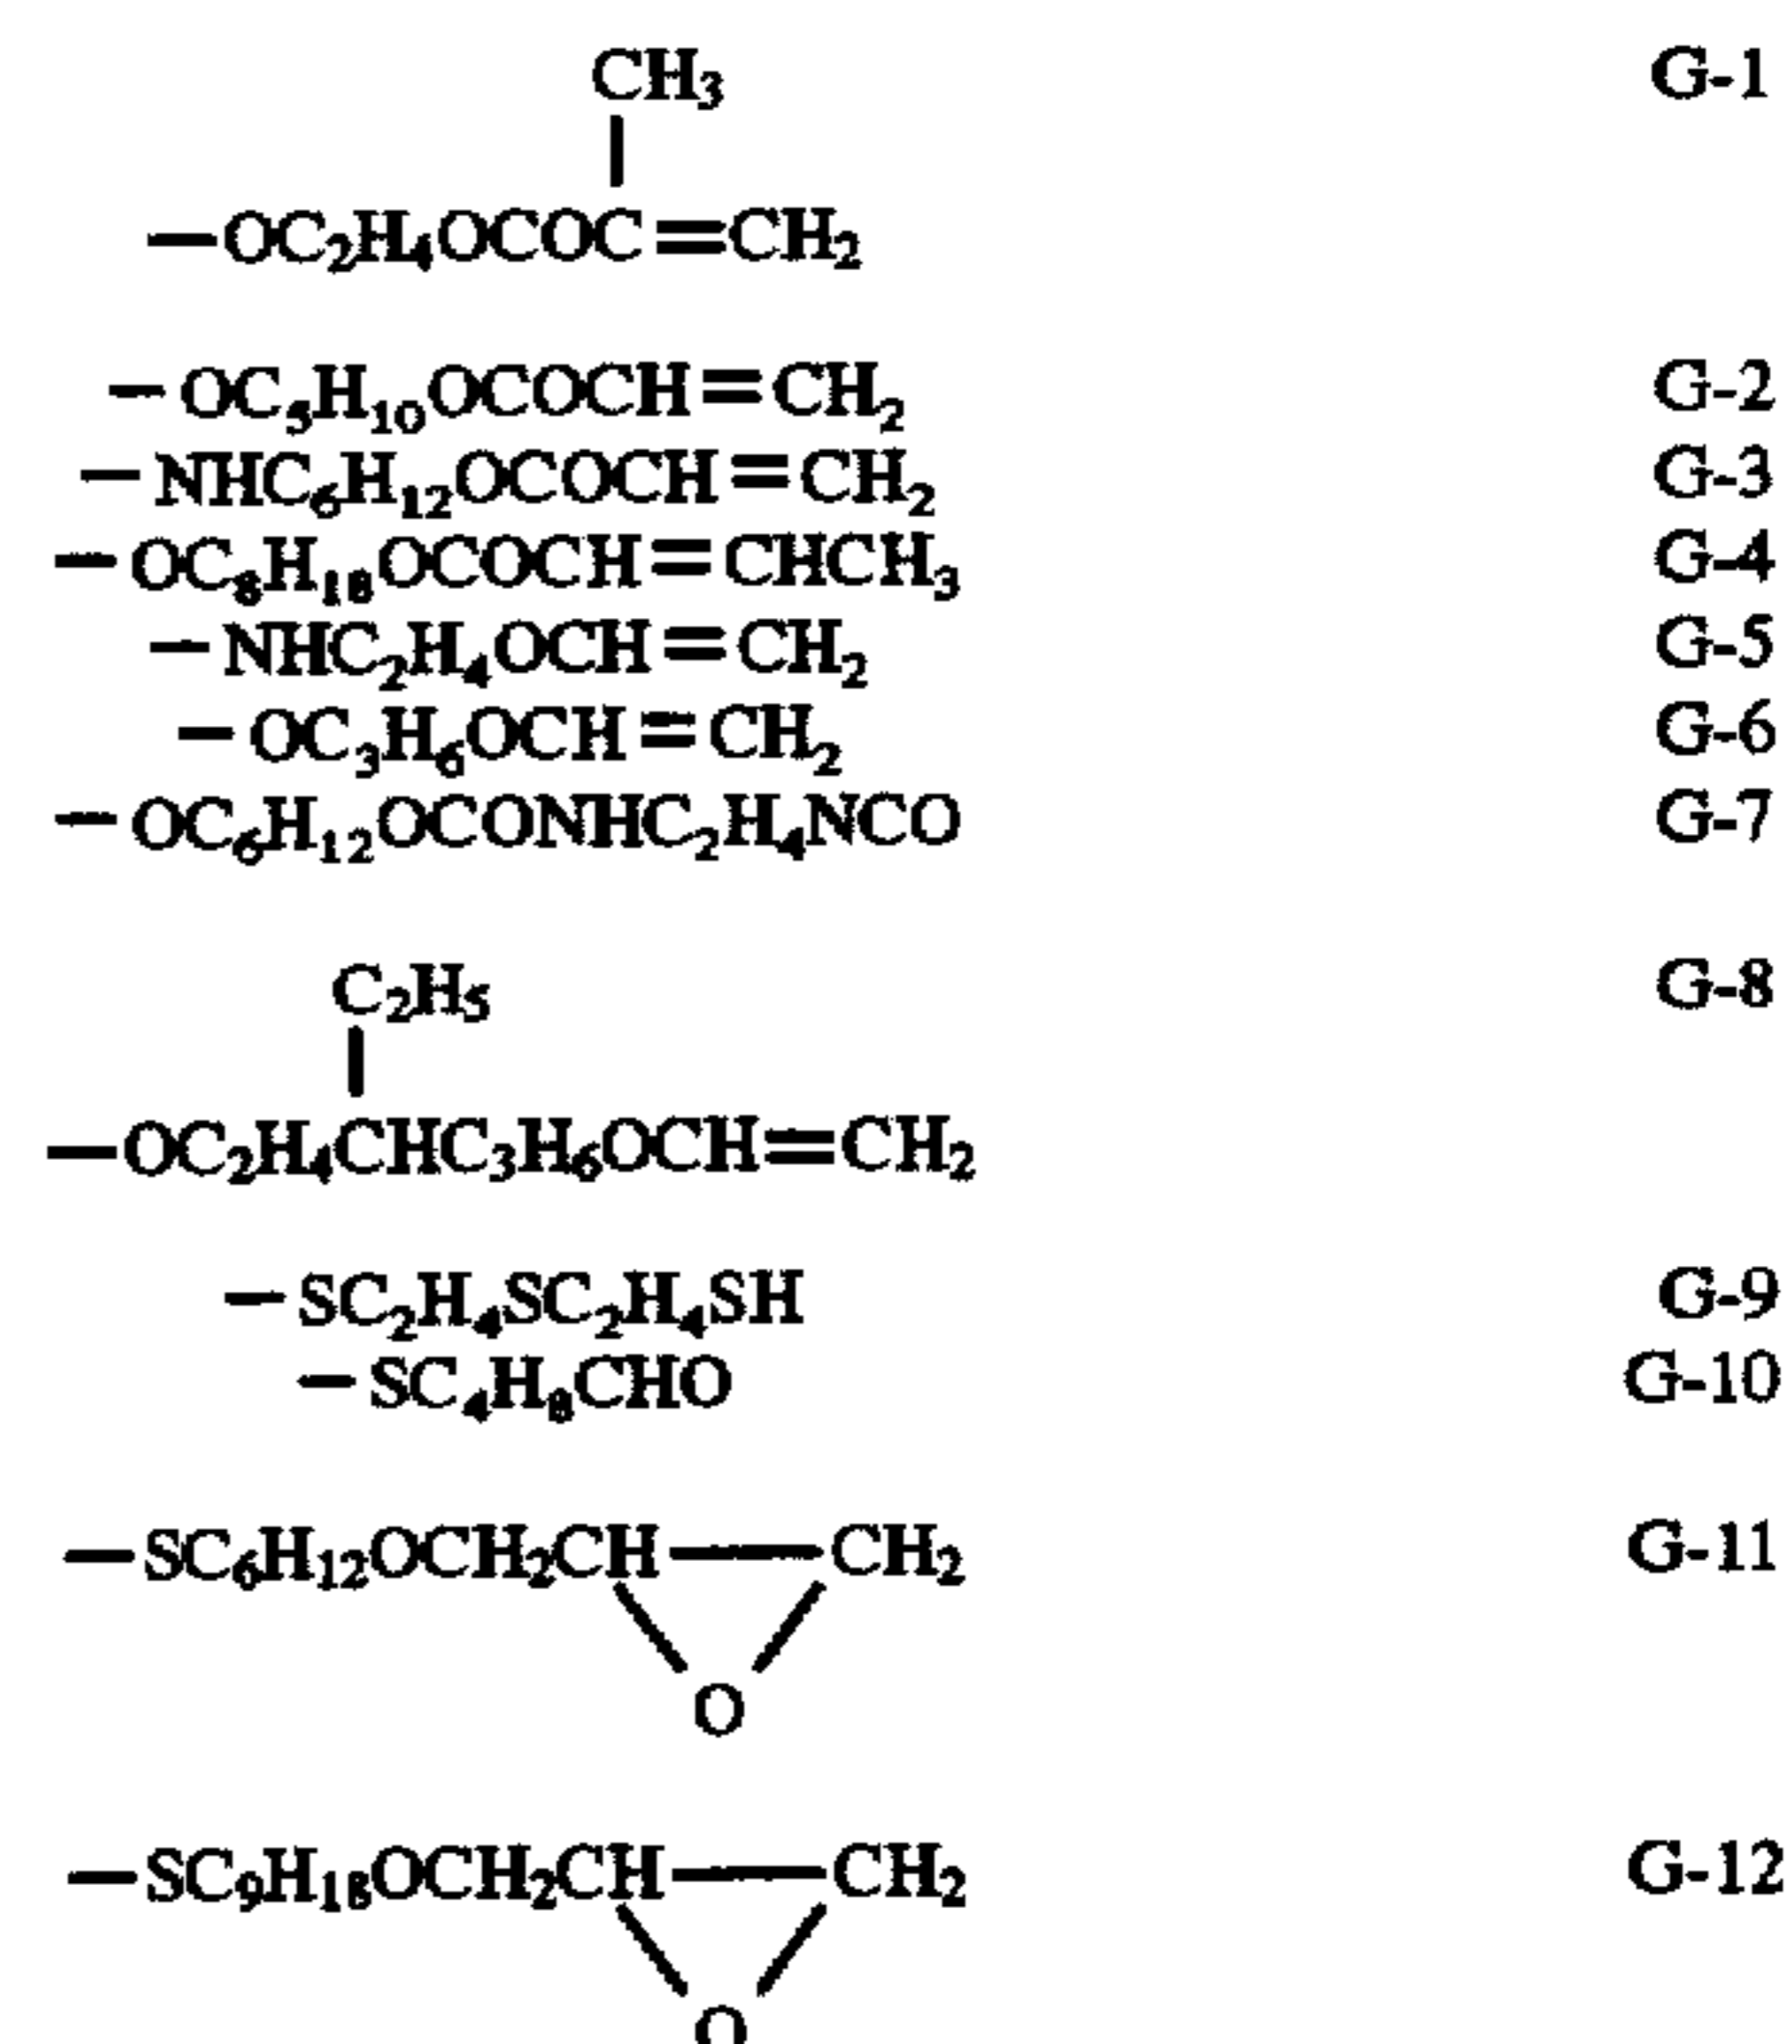 CH₃ G-1
—OC₂H₄OCOC=CH₂
—OC₅H₁₀OCOCH=CH₂ G-2
—NHC₆H₁₂OCOCH=CH₂ G-3
—OC₈H₁₈OCOCH=CHCH₃ G-4
—NHC₂H₄OCH=CH₂ G-5
—OC₃H₆OCH=CH₂ G-6
—OC₆H₁₂OCONHC₂H₄NCO G-7
C₂H₅ G-8
—OC₂H₄CHC₃H₆OCH=CH₂
—SC₂H₄SC₂H₄SH G-9
—SC₄H₈CHO G-10
—SC₆H₁₂OCH₂CH—CH₂ G-11
O
—SC₉H₁₈OCH₂CH—CH₂ G-12
O